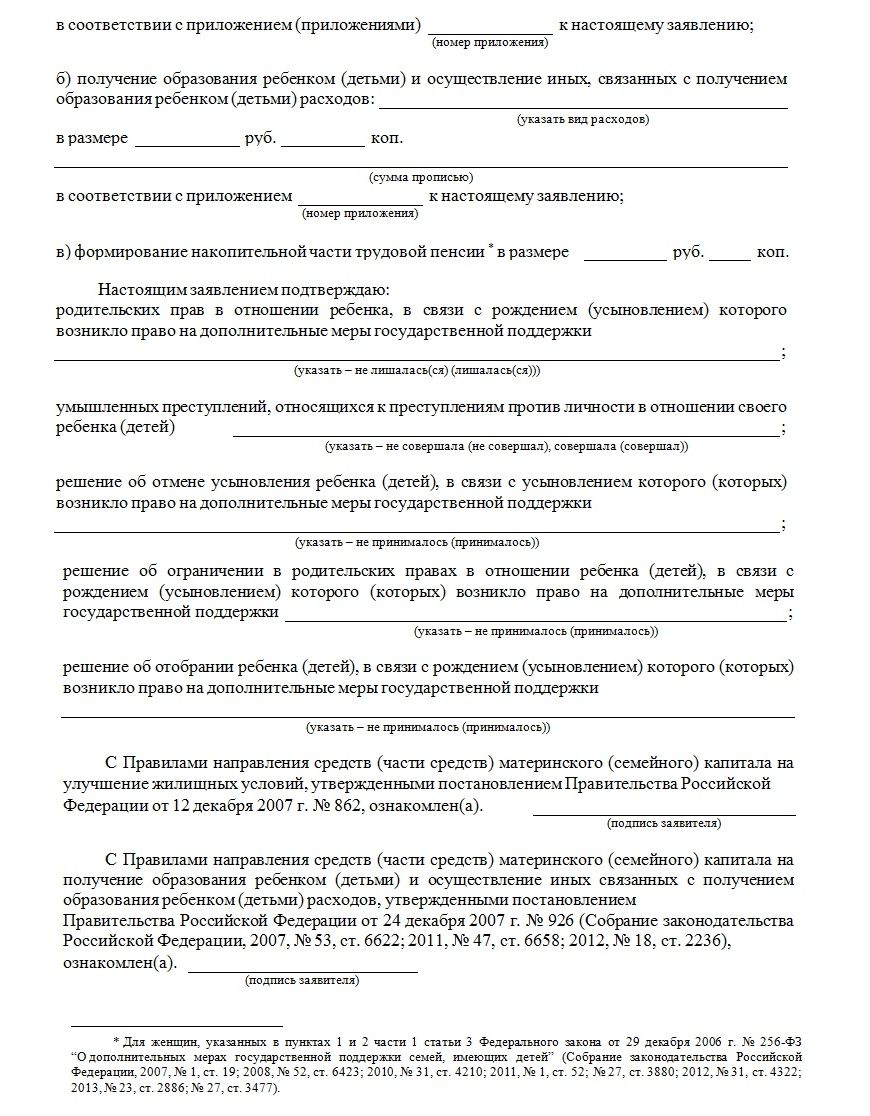 в соответствии с приложением (приложениями) ______________ к настоящему заявлению;
(номер приложения)
б) получение образования ребенком (детьми) и осуществление иных, связанных с получением
образования ребенком (детьми) расходов: ______________
(указать вид расходов)
в размере ____________ руб. __________ коп.
(сумма прописью)
в соответствии с приложением ______________ к настоящему заявлению;
(номер приложения)
в) формирование накопительной части трудовой пенсии * в размере __________ руб. _____ коп.
Настоящим заявлением подтверждаю:
родительских прав в отношении ребенка, в связи с рождением (усыновлением) которого
возникло право на дополнительные меры государственной поддержки
;
(указать – не лишалась(ся) (лишалась(ся)))
умышленных преступлений, относящихся к преступлениям против личности в отношении своего
ребенка (детей) ______________ ;
(указать – не совершала (не совершал), совершала (совершал))
решение об отмене усыновления ребенка (детей), в связи с усыновлением которого (которых)
возникло право на дополнительные меры государственной поддержки
;
(указать – не принималось (принималось))
решение об ограничении в родительских правах в отношении ребенка (детей), в связи с
рождением (усыновлением) которого (которых) возникло право на дополнительные меры
государственной поддержки ______________ ;
(указать – не принималось (принималось))
решение об отобрании ребенка (детей), в связи с рождением (усыновлением) которого (которых)
возникло право на дополнительные меры государственной поддержки
(указать – не принималось (принималось))
С Правилами направления средств (части средств) материнского (семейного) капитала на
улучшение жилищных условий, утвержденными постановлением Правительства Российской
Федерации от 12 декабря 2007 г. № 862, ознакомлен(а). ______________
(подпись заявителя)
С Правилами направления средств (части средств) материнского (семейного) капитала на
получение образования ребенком (детьми) и осуществление иных связанных с получением
образования ребенком (детьми) расходов, утвержденными постановлением
Правительства Российской Федерации от 24 декабря 2007 г. № 926 (Собрание законодательства
Российской Федерации, 2007, № 53, ст. 6622; 2011, № 47, ст. 6658; 2012, № 18, ст. 2236),
ознакомлен(а). ______________
(подпись заявителя)
* Для женщин, указанных в пунктах 1 и 2 части 1 статьи 3 Федерального закона от 29 декабря 2006 г. № 256-ФЗ
“О дополнительных мерах государственной поддержки семей, имеющих детей” (Собрание законодательства Российской
Федерации, 2007, № 1, ст. 19; 2008, № 52, ст. 6423; 2010, № 31, ст. 4210; 2011, № 1, ст. 52; № 27, ст. 3880; 2012, № 31, ст. 4322;
2013, № 23, ст. 2886; № 27, ст. 3477).